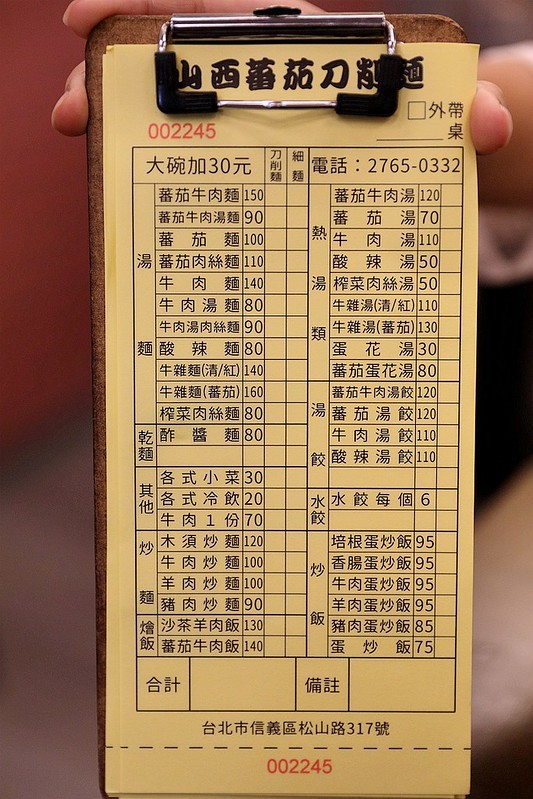 山西蕃茄刀削麵
□外帶
002245
桌
大碗加30元 刀削麵 細麵 電話：2765-0332
湯麵
蕃茄牛肉麵 150
蕃茄牛肉湯麵 90
蕃茄麵 100
蕃茄肉絲麵 110
牛肉麵 140
牛肉湯麵 80
牛肉湯肉絲麵 90
酸辣麵 80
牛雜麵(清/紅) 140
牛雜麵(蕃茄) 160
榨菜肉絲麵 80
乾麵
酢醬麵 80
其他
各式小菜 30
各式冷飲 20
牛肉1份 70
炒麵
木須炒麵 120
牛肉炒麵 100
羊肉炒麵 100
豬肉炒麵 90
燴飯
沙茶羊肉飯 130
蕃茄牛肉飯 140
熱湯類
蕃茄牛肉湯 120
蕃茄湯 70
牛肉湯 110
酸辣湯 50
榨菜肉絲湯 50
牛雜湯(清/紅) 110
牛雜湯(蕃茄) 130
蛋花湯 30
蕃茄蛋花湯 80
湯餃
蕃茄牛肉湯餃 120
蕃茄湯餃 120
牛肉湯餃 110
酸辣湯餃 110
水餃
水餃每個 6
炒飯
培根蛋炒飯 95
香腸蛋炒飯 95
牛肉蛋炒飯 95
羊肉蛋炒飯 95
豬肉蛋炒飯 85
蛋炒飯 75
合計 備註
台北市信義區松山路317號
002245